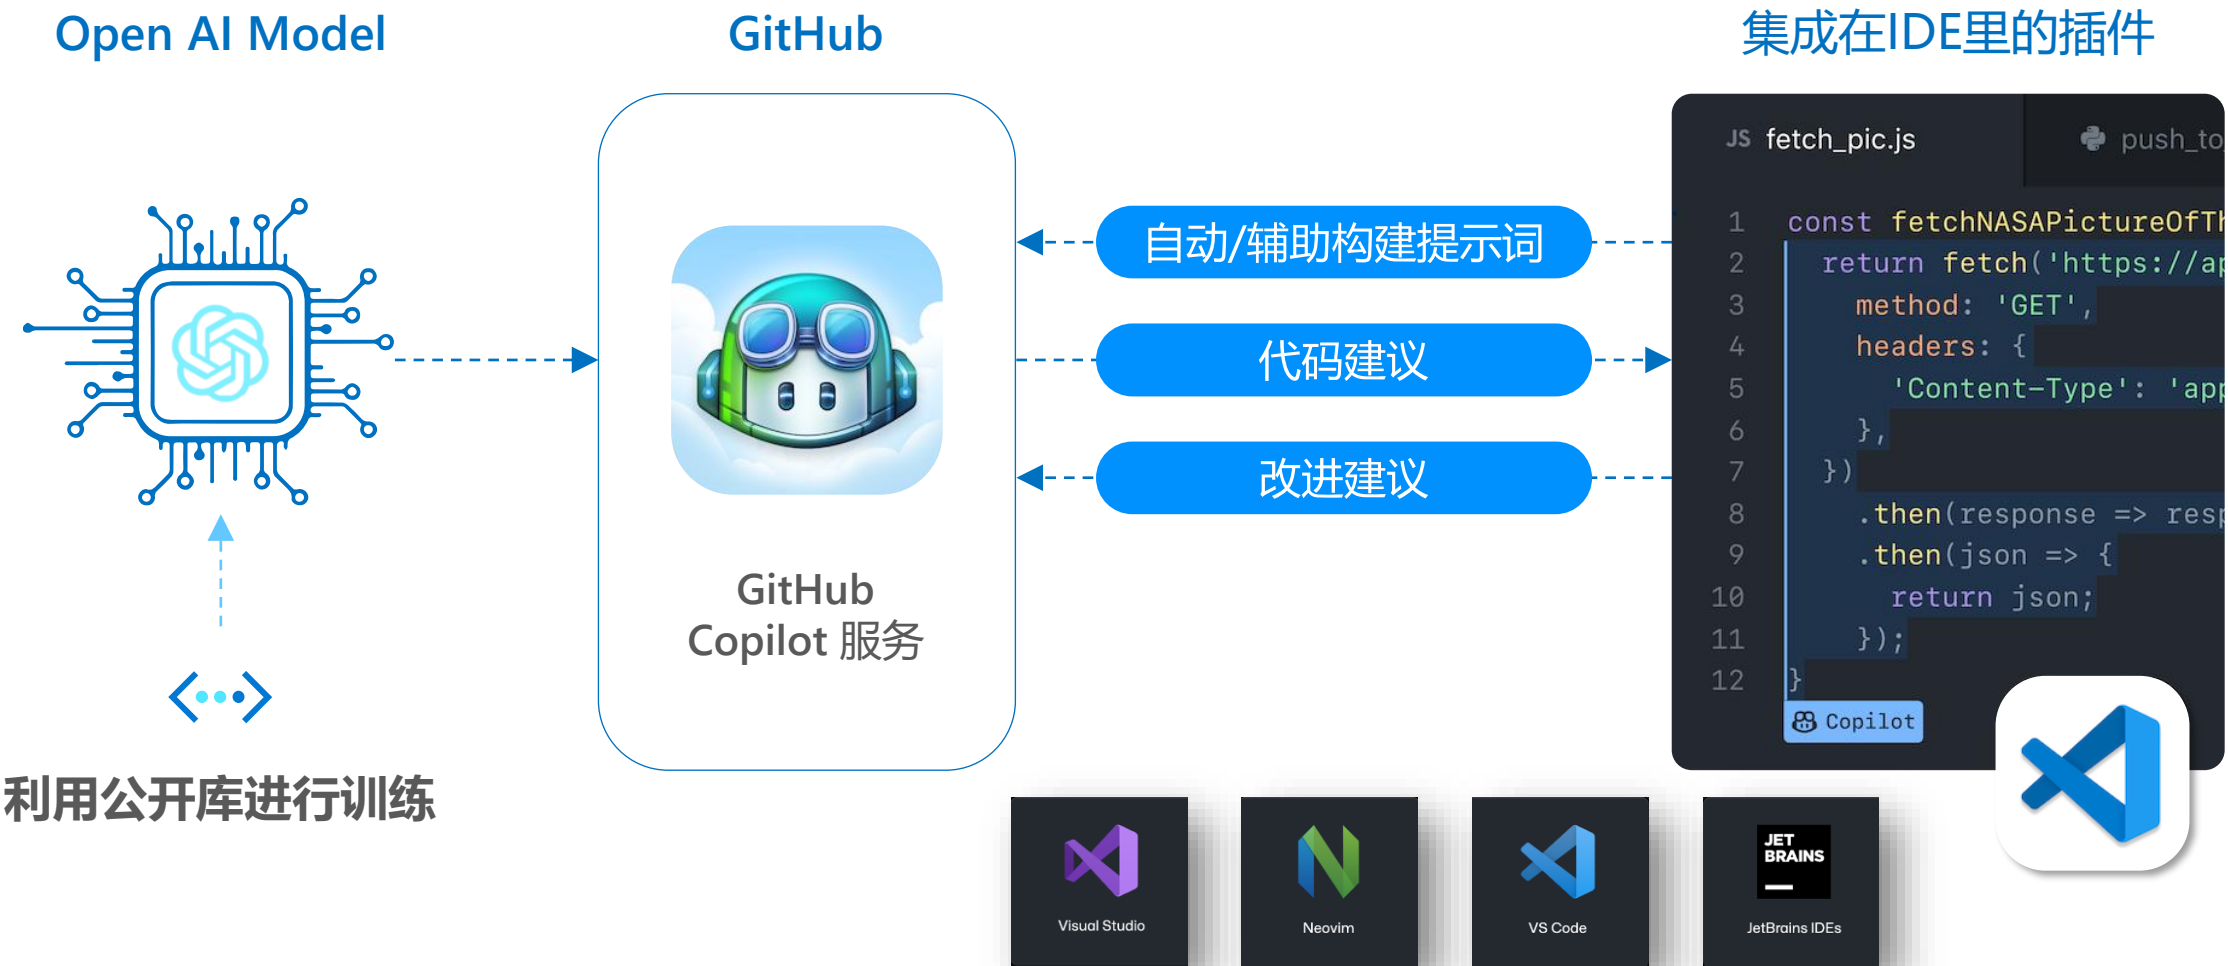 Open AI Model
GitHub
集成在IDE里的插件
JS fetch_pic.js
push_to_
自动/辅助构建提示词
代码建议
改进建议
1 const fetchNASAPictureOfTh
2 return fetch('https://ap
3 method: 'GET',
4 headers: {
5 'Content-Type': 'app
6 },
7 })
8 .then(response => resp
9 .then(json => {
10 return json;
11 });
12 }
Copilot
GitHub
Copilot 服务
利用公开库进行训练
Visual Studio
Neovim
VS Code
JET
BRAINS
JetBrains IDEs